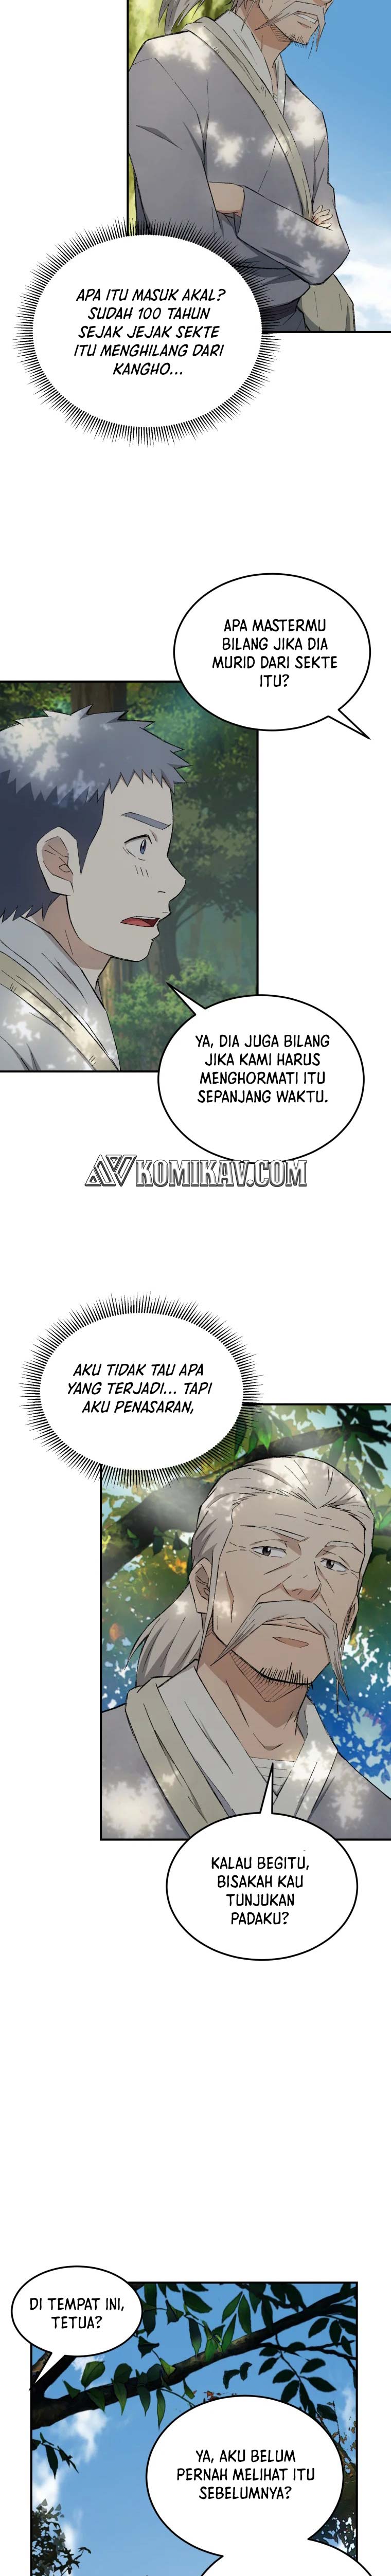 APA ITU MASUK AKAL?
SUDAH 100 TAHUN
SEJAK JEJAK SEKTE
ITU MENGHILANG DARI
KANGHO...
APA MASTERMU
BILANG JIKA DIA
MURID DARI SEKTE
ITU?
YA, DIA JUGA BILANG
JIKA KAMI HARUS
MENGHORMATI ITU
SEPANJANG WAKTU.
KOMIKAV.COM
AKU TIDAK TAU APA
YANG TERJADI... TAPI
AKU PENASARAN,
KALAU BEGITU,
BISAKAH KAU
TUNJUKAN
PADAKU?
DI TEMPAT INI,
TETUA?
YA, AKU BELUM
PERNAH MELIHAT ITU
SEBELUMNYA?